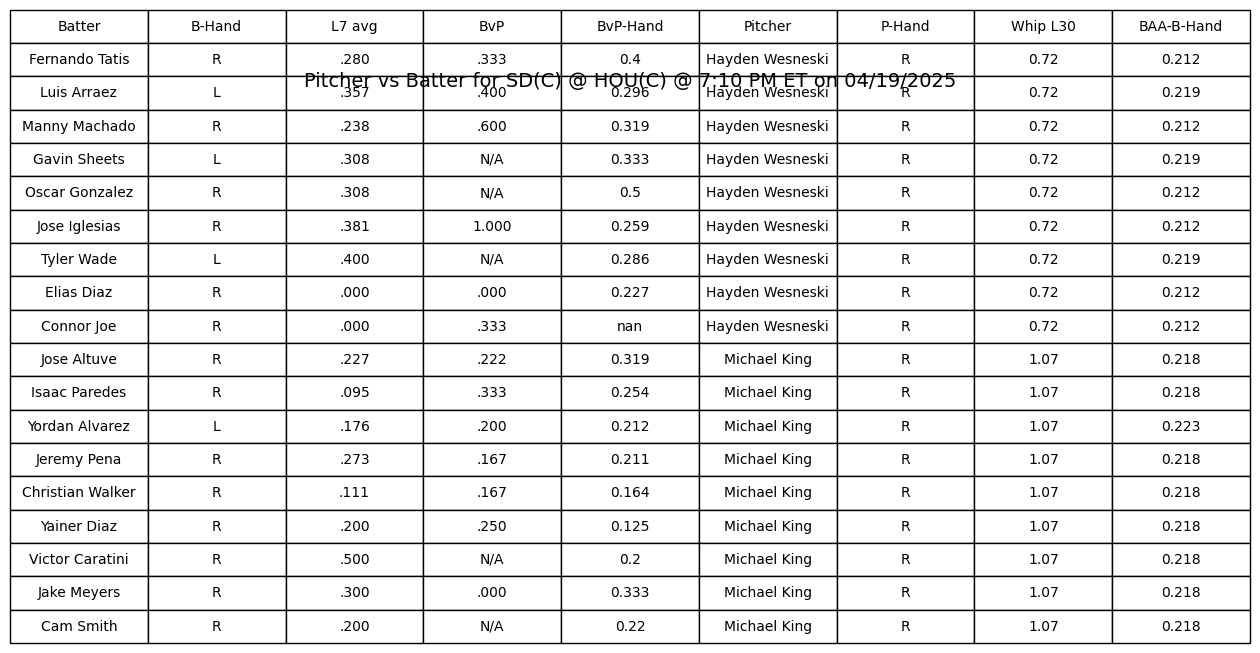 Batter B-Hand L7 avg BvP BvP-Hand Pitcher P-Hand Whip L30 BAA-B-Hand
Fernando Tatis R .280 .333 0.4 Hayden Wesneski R 0.72 0.212
Pitcher vs Batter for SD(C) @ HOU(C) @ 7:10 PM ET on 04/19/2025
Luis Arraez L .357 .400 0.296 Hayden Wesneski R 0.72 0.219
Manny Machado R .238 .600 0.319 Hayden Wesneski R 0.72 0.212
Gavin Sheets L .308 N/A 0.333 Hayden Wesneski R 0.72 0.219
Oscar Gonzalez R .308 N/A 0.5 Hayden Wesneski R 0.72 0.212
Jose Iglesias R .381 1.000 0.259 Hayden Wesneski R 0.72 0.212
Tyler Wade L .400 N/A 0.286 Hayden Wesneski R 0.72 0.219
Elias Diaz R .000 .000 0.227 Hayden Wesneski R 0.72 0.212
Connor Joe R .000 .333 nan Hayden Wesneski R 0.72 0.212
Jose Altuve R .227 .222 0.319 Michael King R 1.07 0.218
Isaac Paredes R .095 .333 0.254 Michael King R 1.07 0.218
Yordan Alvarez L .176 .200 0.212 Michael King R 1.07 0.223
Jeremy Pena R .273 .167 0.211 Michael King R 1.07 0.218
Christian Walker R .111 .167 0.164 Michael King R 1.07 0.218
Yainer Diaz R .200 .250 0.125 Michael King R 1.07 0.218
Victor Caratini R .500 N/A 0.2 Michael King R 1.07 0.218
Jake Meyers R .300 .000 0.333 Michael King R 1.07 0.218
Cam Smith R .200 N/A 0.22 Michael King R 1.07 0.218